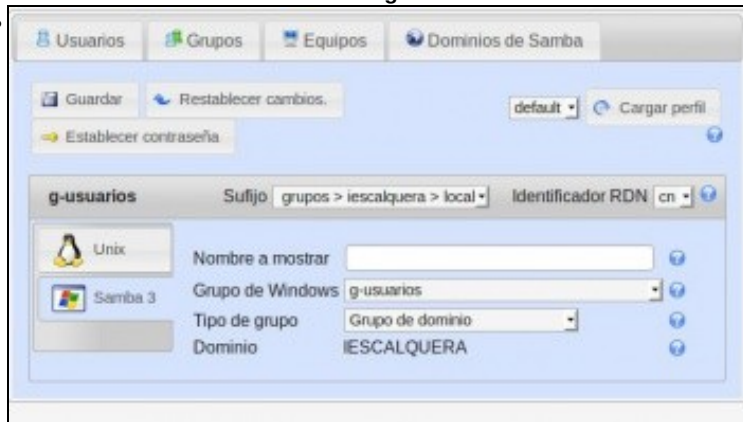 Usuarios Grupos Equipos Dominios de Samba
Guardar Restablecer cambios. default Cargar perfil
Establecer contraseña
g-usuarios Sufijo grupos > iescalquera > local Identificador RDN cn
Unix
Nombre a mostrar
Samba 3
Grupo de Windows g-usuarios
Tipo de grupo Grupo de dominio
Dominio IESCALQUERA